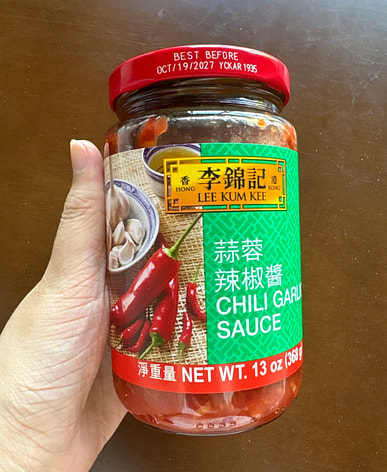 BEST BEFORE
OCT/19/2027 YCKAR1935
香 李錦記 港
HONG LEE KUM KEE KONG
蒜蓉
辣椒醬
CHILI GARL
SAUCE
淨重量 NET WT. 13 oz (368 g